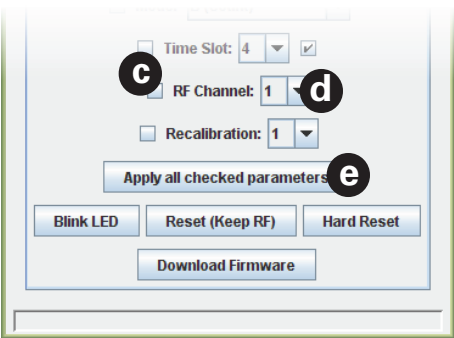 Time Slot: 4
c
RF Channel: 1 d
Recalibration: 1
Apply all checked parameters e
Blink LED Reset (Keep RF) Hard Reset
Download Firmware